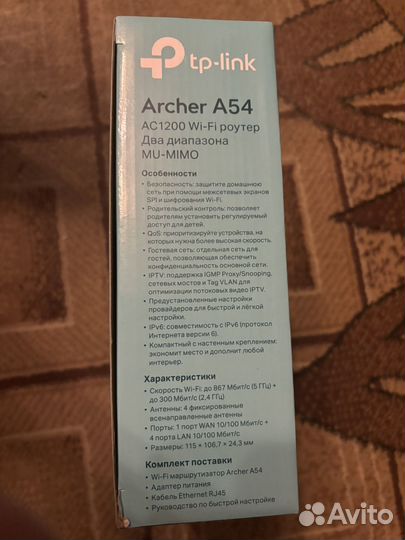 tp-link
Archer A54
AC1200 Wi-Fi роутер
Два диапазона
MU-MIMO
Особенности
• Безопасность: защитите домашнюю
сеть при помощи межсетевых экранов
SPI и шифрования Wi-Fi.
• Родительский контроль: позволяет
родителям установить регулируемый
доступ для детей.
• QoS: приоритизируйте устройства, на
которых нужна более высокая скорость.
• Гостевая сеть: отдельная сеть для
гостей, позволяющая обеспечить
конфиденциальность основной сети.
• IPTV: поддержка IGMP Proxy/Snooping,
сетевых мостов и Tag VLAN для
оптимизации потоковых видео IPTV.
• Предустановленные настройки
провайдеров для быстрой и лёгкой
настройки.
• IPv6: совместимость с IPv6 (протокол
Интернета версии 6).
• Компактный с настенным креплением:
экономит место и дополнит любой
интерьер.
Характеристики
• Скорость Wi-Fi: до 867 Мбит/с (5 ГГц) +
до 300 Мбит/с (2,4 ГГц)
• Антенны: 4 фиксированные
всенаправленные антенны
• Порты: 1 порт WAN 10/100 Мбит/с +
4 порта LAN 10/100 Мбит/с
• Размеры: 115 × 106,7 × 24,3 мм
Комплект поставки
• Wi-Fi маршрутизатор Archer A54
• Адаптер питания
• Кабель Ethernet RJ45
• Руководство по быстрой настройке
Avito